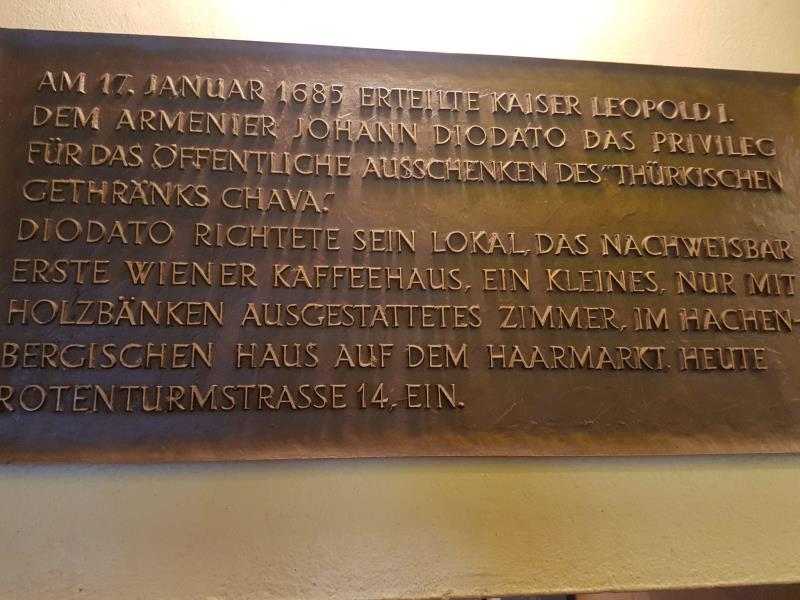 AM 17. JANUAR 1685 ERTEILTE KAISER LEOPOLD I.
DEM ARMENIER JOHANN DIODATO DAS PRIVILEG
FÜR DAS ÖFFENTLICHE AUSSCHENKEN DES "THÜRKISCHEN
GETHRÄNKS CHAVA."
DIODATO RICHTETE SEIN LOKAL, DAS NACHWEISBAR
ERSTE WIENER KAFFEEHAUS, EIN KLEINES, NUR MIT
HOLZBÄNKEN AUSGESTATTETES ZIMMER, IM HACHEN-
BERGISCHEN HAUS AUF DEM HAARMARKT. HEUTE
ROTENTURMSTRASSE 14, EIN.